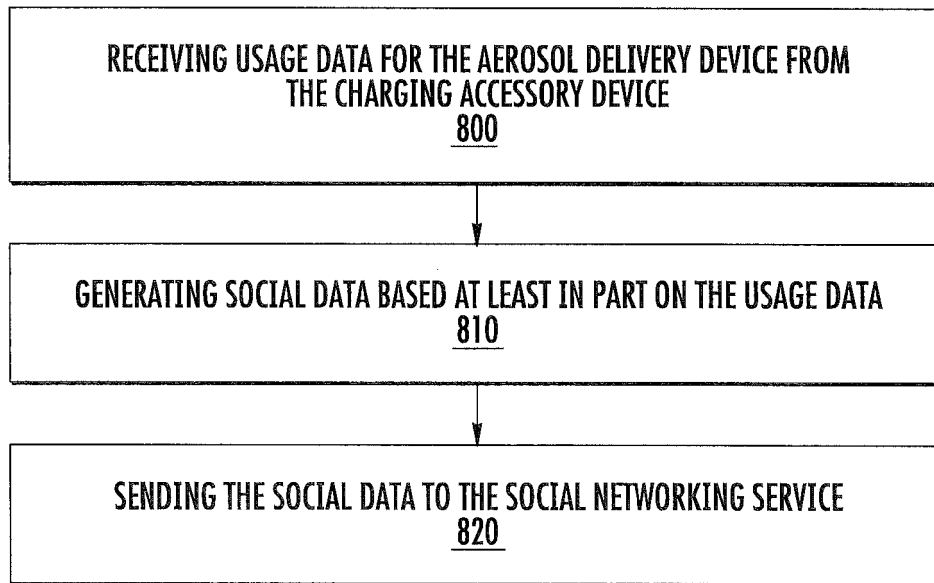 RECEIVING USAGE DATA FOR THE AEROSOL DELIVERY DEVICE FROM
THE CHARGING ACCESSORY DEVICE
800
GENERATING SOCIAL DATA BASED AT LEAST IN PART ON THE USAGE DATA
810
SENDING THE SOCIAL DATA TO THE SOCIAL NETWORKING SERVICE
820